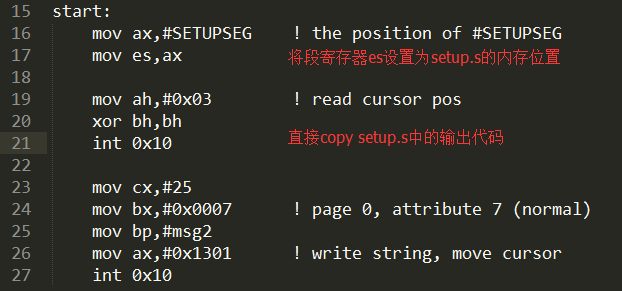 15 start:
16 mov ax,#SETUPSEG ! the position of #SETUPSEG
17 mov es,ax 将段寄存器es设置为setup.s的内存位置
18
19 mov ah,#0x03 ! read cursor pos
20 xor bh,bh
直接copy setup.s中的输出代码
21 int 0x10
22
23 mov cx,#25
24 mov bx,#0x0007 ! page 0, attribute 7 (normal)
25 mov bp,#msg2
26 mov ax,#0x1301 ! write string, move cursor
27 int 0x10